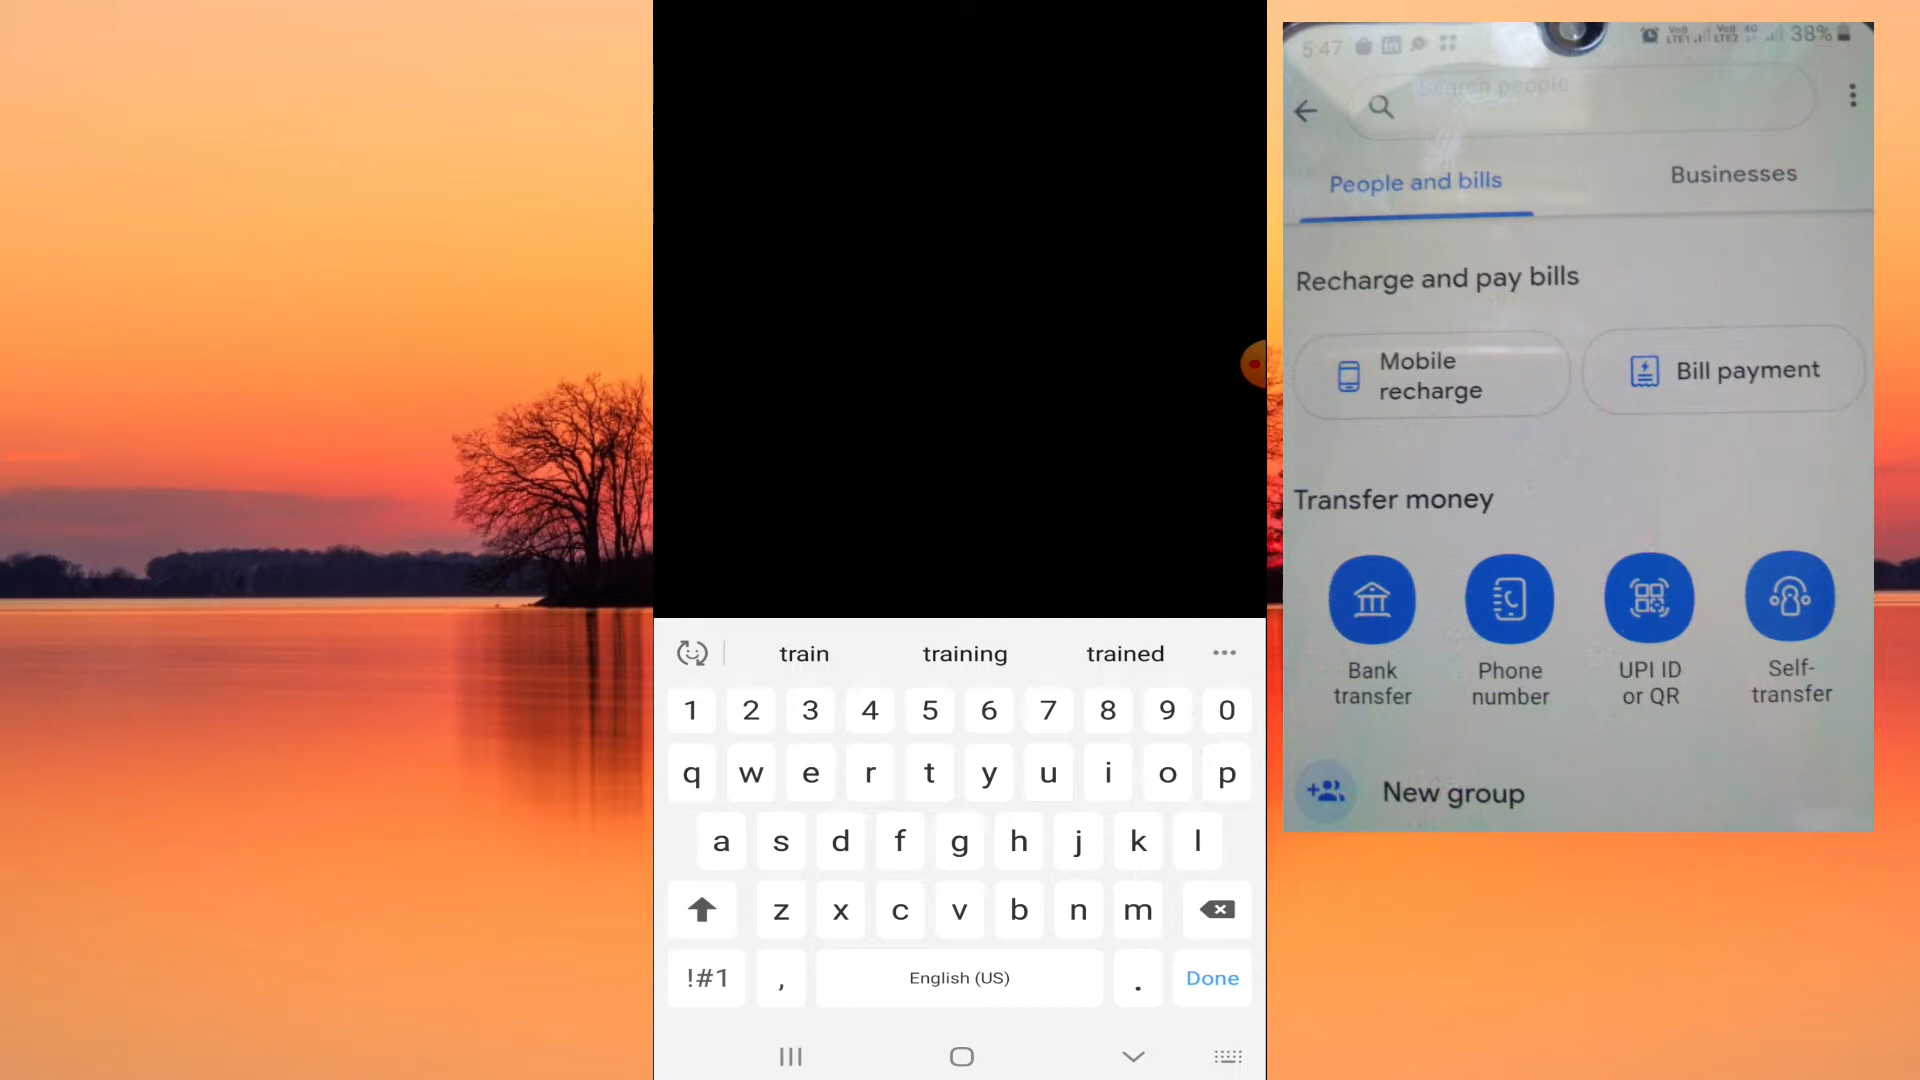 train training trained
1 2 3 4 5 6 7 8 9 0
q w e r t y u i o p
a s d f g h j k l
z x c v b n m
!#1 , English (US) . Done
5:47 38%
Search people
People and bills Businesses
Recharge and pay bills
Mobile
recharge
Bill payment
Transfer money
Bank
transfer
Phone
number
UPI ID
or QR
Self-
transfer
New group